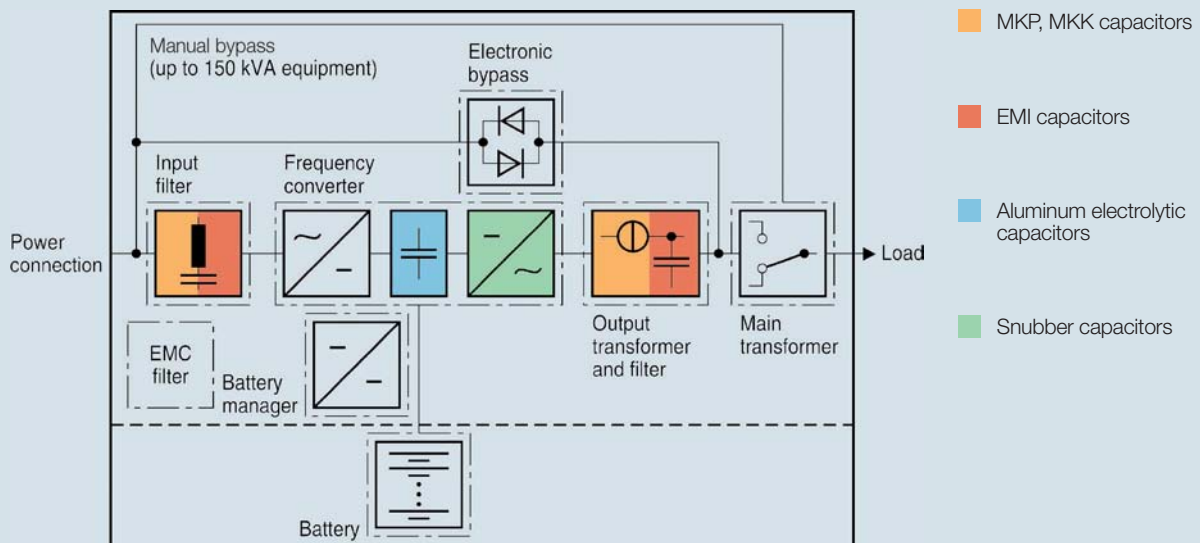 Manual bypass
(up to 150 kVA equipment)
Electronic
bypass
Input
filter
Frequency
converter
Power
connection
Load
EMC
filter
Battery
manager
Output
transformer
and filter
Main
transformer
Battery
MKP, MKK capacitors
EMI capacitors
Aluminum electrolytic
capacitors
Snubber capacitors